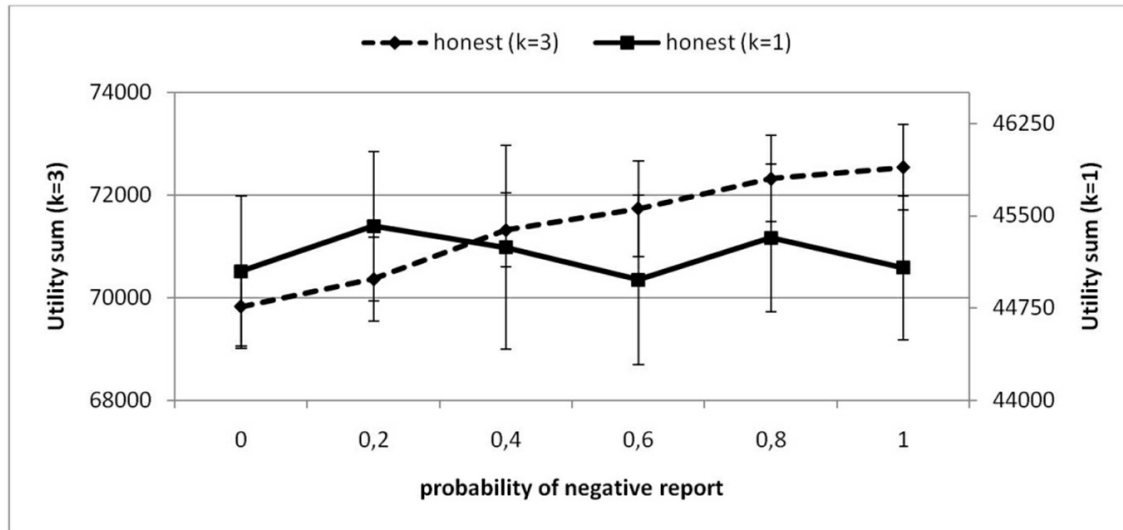 honest (k=3) honest (k=1)
74000
72000
70000
68000
Utility sum (k=3)
46250
45500
44750
44000
Utility sum (k=1)
0 0,2 0,4 0,6 0,8 1
probability of negative report